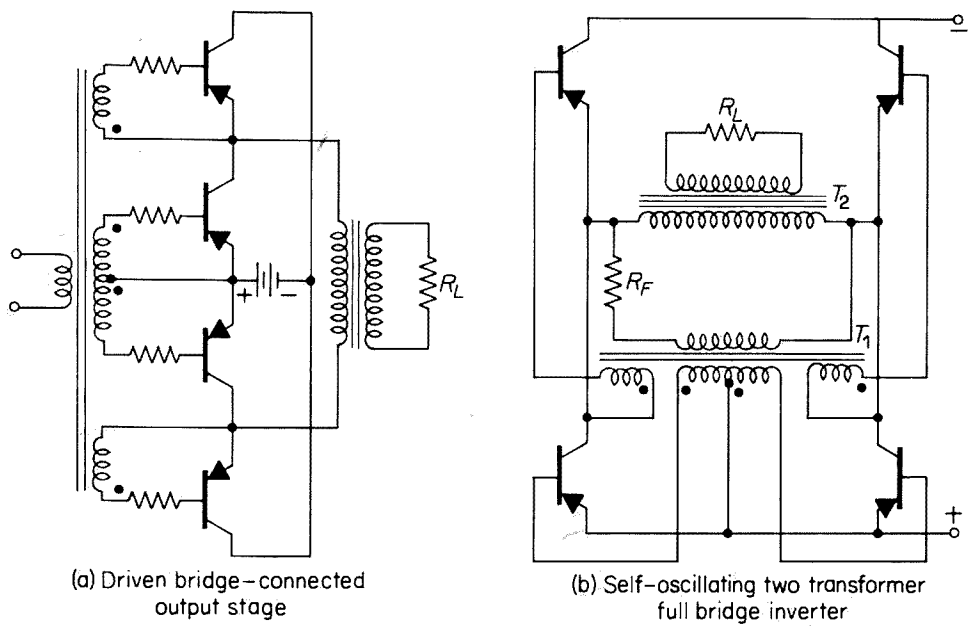 −
R_L
T_2
R_F
R_L
+ −
T_1
+
(a) Driven bridge–connected
output stage
(b) Self-oscillating two transformer
full bridge inverter